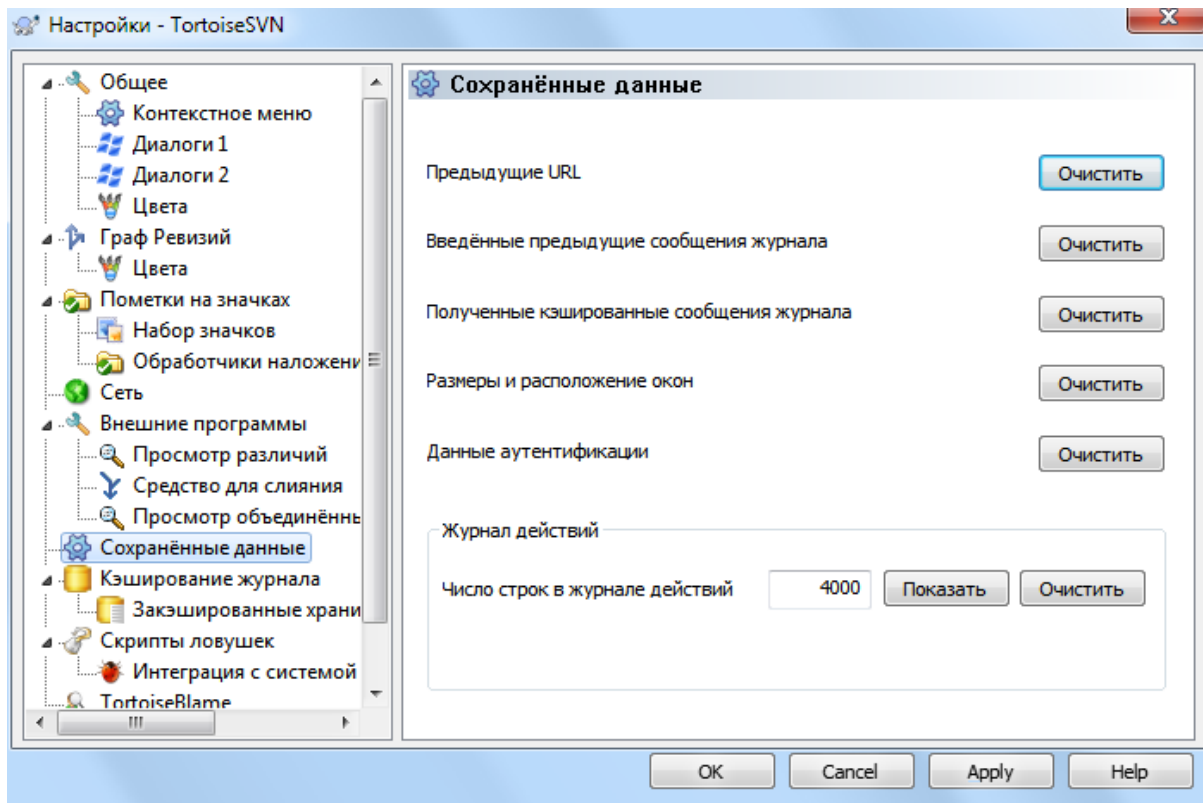 Настройки - TortoiseSVN
Общее
Контекстное меню
Диалоги 1
Диалоги 2
Цвета
Граф Ревизий
Цвета
Пометки на значках
Набор значков
Обработчики наложени
Сеть
Внешние программы
Просмотр различий
Средство для слияния
Просмотр объединённы
Сохранённые данные
Кэширование журнала
Закэшированные храни
Скрипты ловушек
Интеграция с системой
TortoiseBlame
Сохранённые данные
Предыдущие URL Очистить
Введённые предыдущие сообщения журнала Очистить
Полученные кэшированные сообщения журнала Очистить
Размеры и расположение окон Очистить
Данные аутентификации Очистить
Журнал действий
Число строк в журнале действий 4000 Показать Очистить
OK Cancel Apply Help